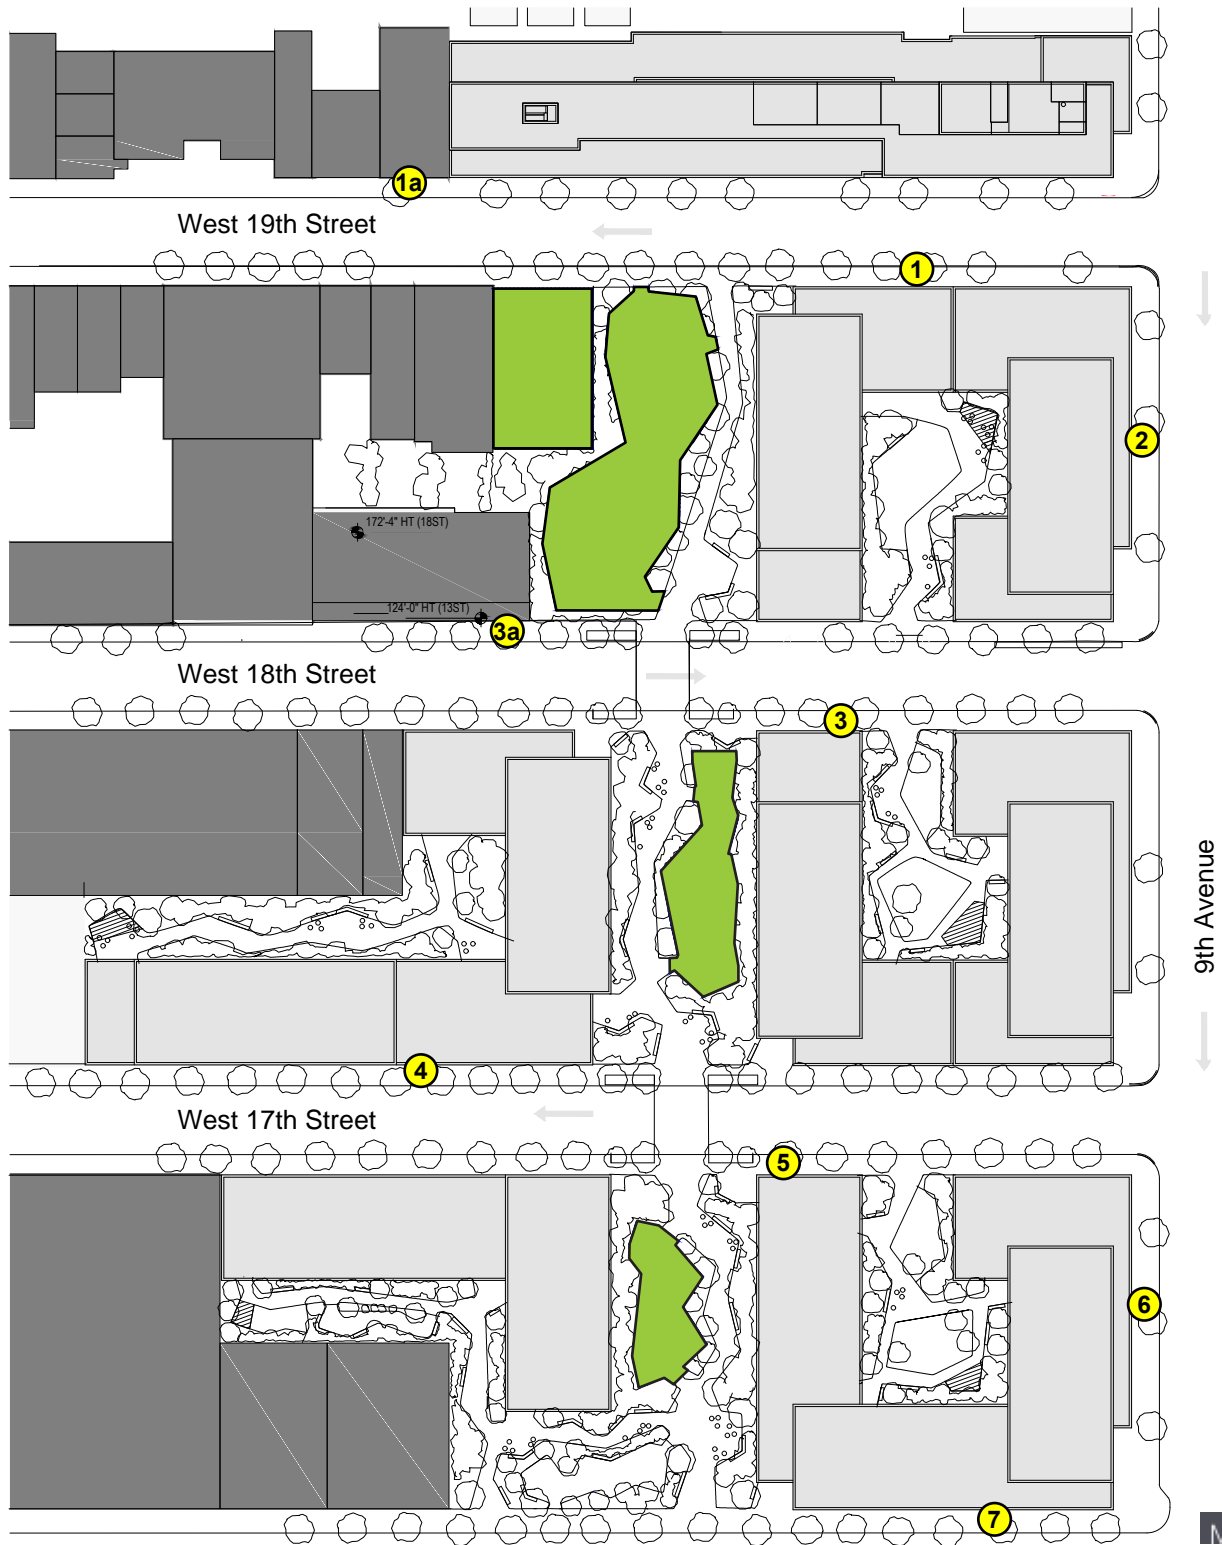 1a
West 19th Street
1
2
172'-4" HT (18ST)
124'-0" HT (13ST)
3a
West 18th Street
3
9th Avenue
4
West 17th Street
5
6
7
M